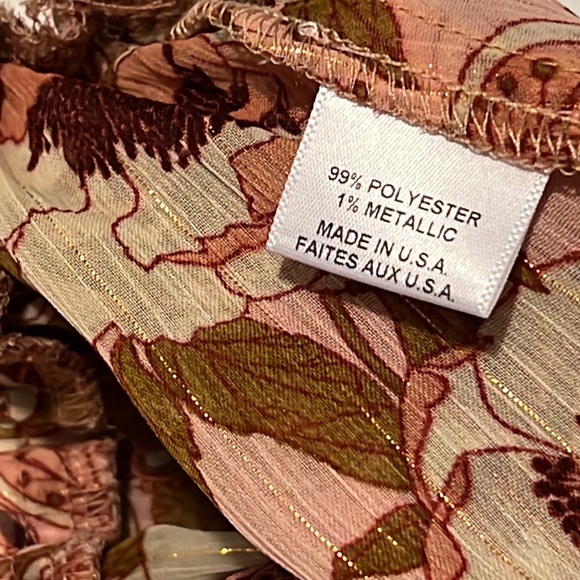 99% POLYESTER
1% METALLIC
MADE IN U.S.A.
FAITES AUX U.S.A.